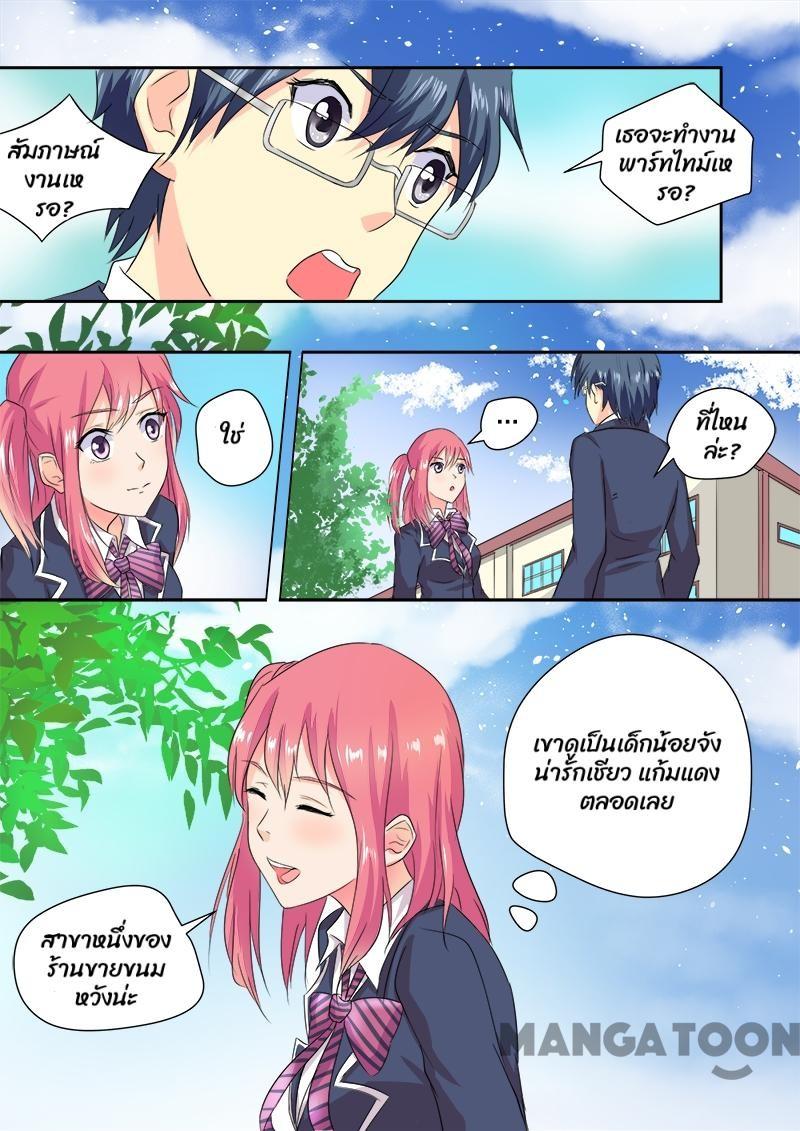 สัมภาษณ์
งานเห
รอ?
เธอจะทำงาน
พาร์ทไทม์เห
รอ?
ใช่
...
ที่ไหน
ล่ะ?
เขาดูเป็นเด็กน้อยจัง
น่ารักเชียว แก้มแดง
ตลอดเลย
สาขาหนึ่งของ
ร้านขายขนม
หวังน่ะ
MANGATOON